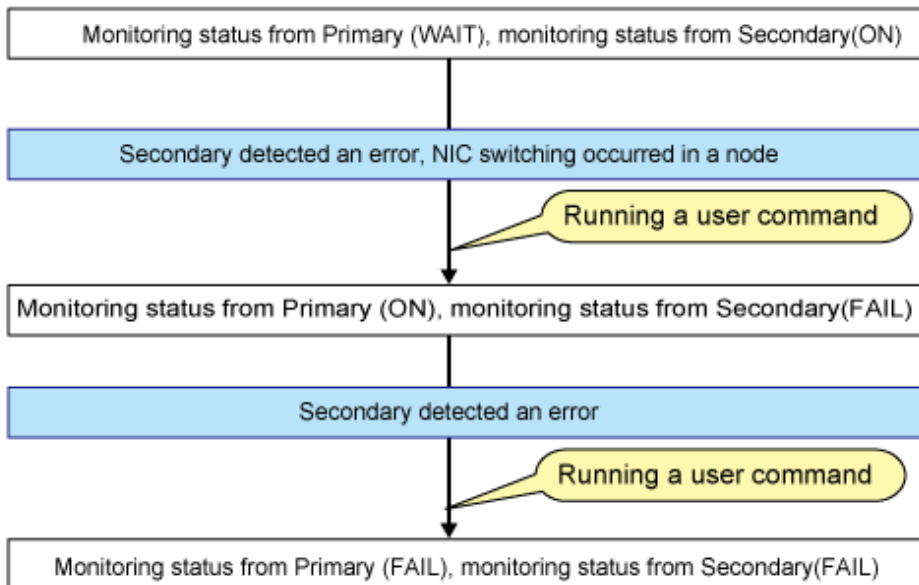 Monitoring status from Primary (WAIT), monitoring status from Secondary(ON)
Secondary detected an error, NIC switching occurred in a node
Running a user command
Monitoring status from Primary (ON), monitoring status from Secondary(FAIL)
Secondary detected an error
Running a user command
Monitoring status from Primary (FAIL), monitoring status from Secondary(FAIL)